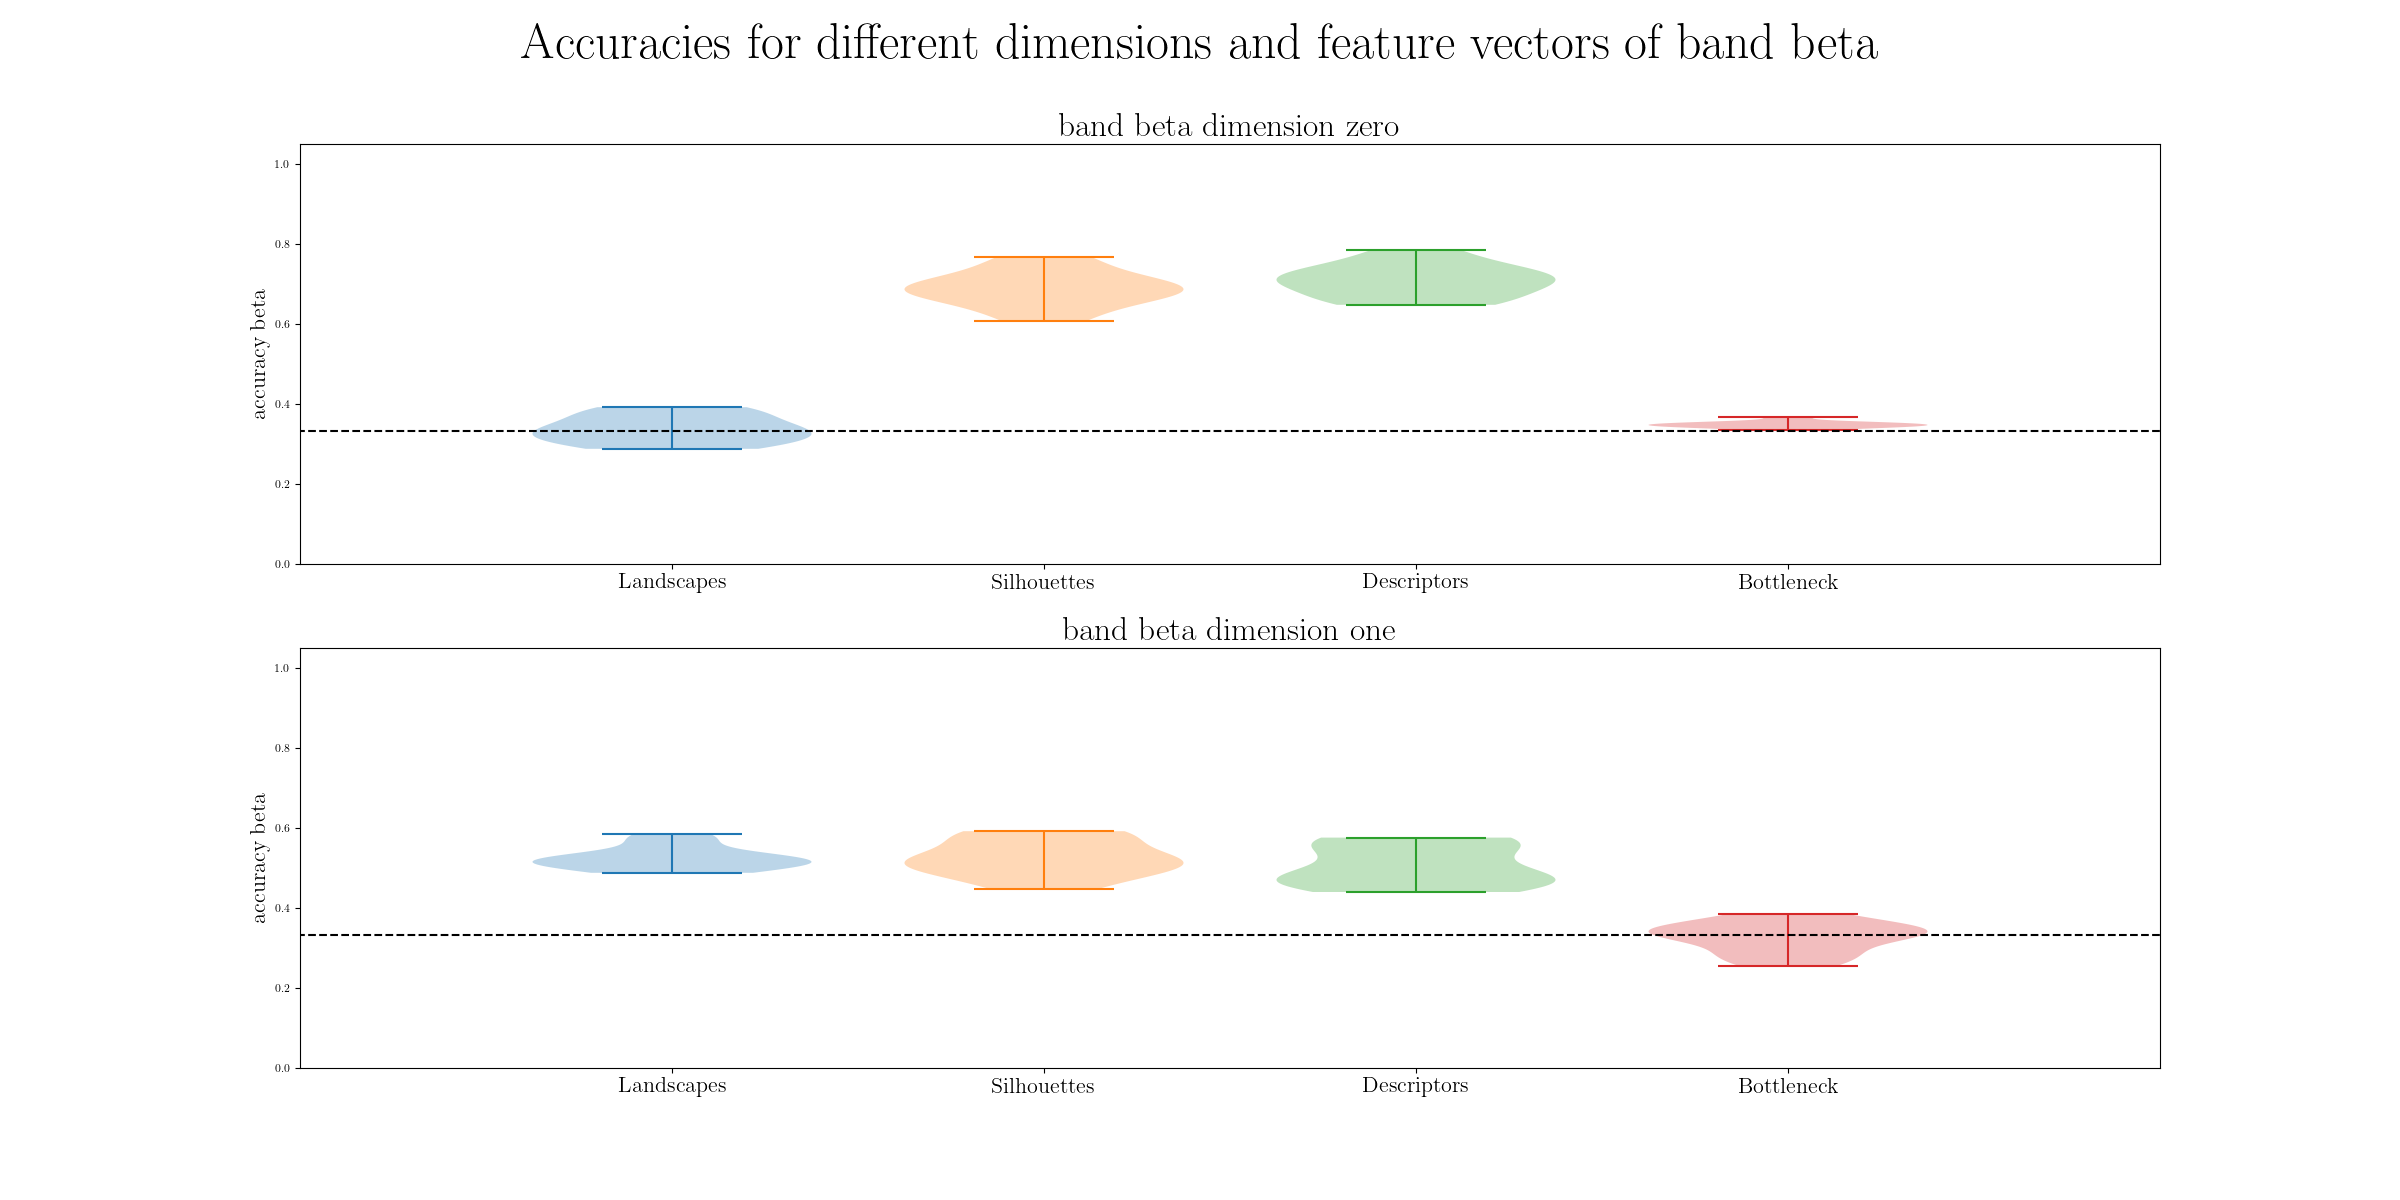 Accuracies for different dimensions and feature vectors of band beta
band beta dimension zero
accuracy beta
1.0
0.8
0.6
0.4
0.2
0.0
Landscapes Silhouettes Descriptors Bottleneck
band beta dimension one
accuracy beta
1.0
0.8
0.6
0.4
0.2
0.0
Landscapes Silhouettes Descriptors Bottleneck